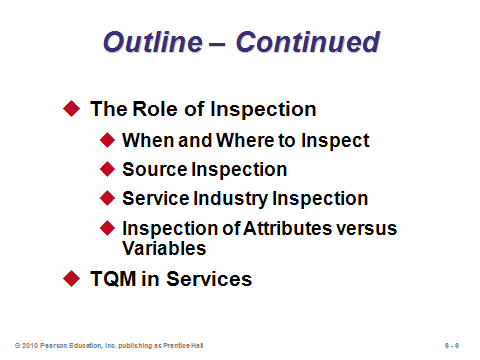 Outline – Continued
The Role of Inspection
When and Where to Inspect
Source Inspection
Service Industry Inspection
Inspection of Attributes versus
Variables
TQM in Services
© 2010 Pearson Education, Inc. publishing as Prentice Hall
6 - 6